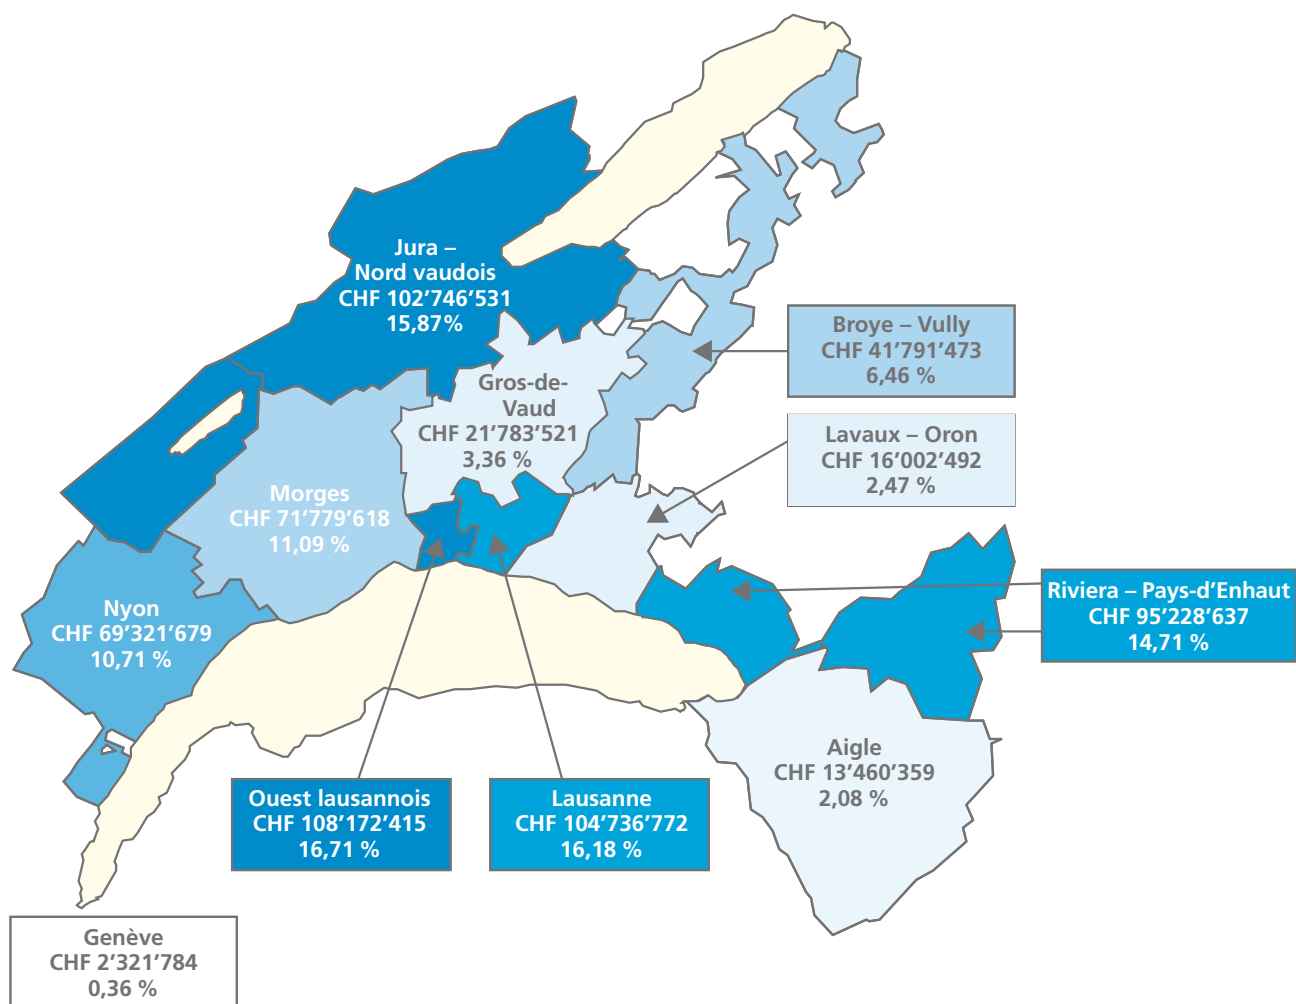 Jura –
Nord vaudois
CHF 102’746’531
15,87%
Broye – Vully
CHF 41’791’473
6,46 %
Gros-de-
Vaud
CHF 21’783’521
3,36 %
Lavaux – Oron
CHF 16’002’492
2,47 %
Morges
CHF 71’779’618
11,09 %
Nyon
CHF 69’321’679
10,71 %
Riviera – Pays-d’Enhaut
CHF 95’228’637
14,71 %
Aigle
CHF 13’460’359
2,08 %
Ouest lausannois
CHF 108’172’415
16,71 %
Lausanne
CHF 104’736’772
16,18 %
Genève
CHF 2’321’784
0,36 %